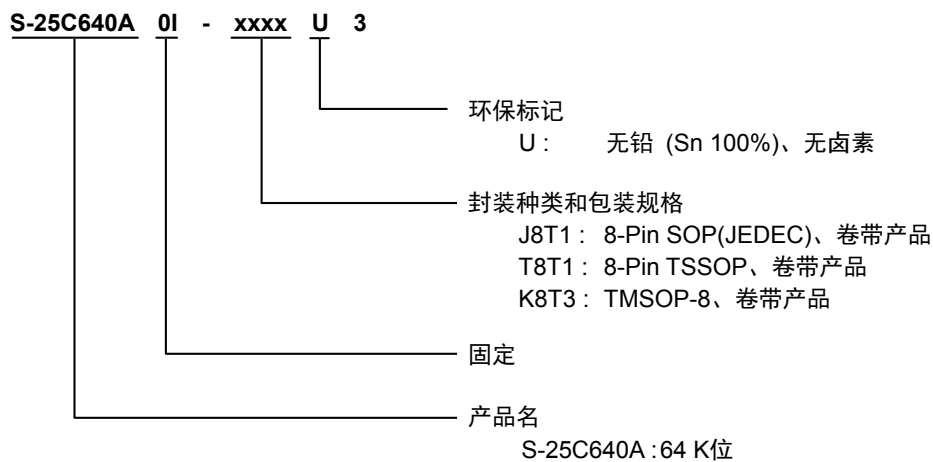 S-25C640A 0I - xxxx U 3
环保标记
U : 无铅 (Sn 100%)、无卤素
封装种类和包装规格
J8T1 : 8-Pin SOP(JEDEC)、卷带产品
T8T1 : 8-Pin TSSOP、卷带产品
K8T3 : TMSOP-8、卷带产品
固定
产品名
S-25C640A : 64 K位